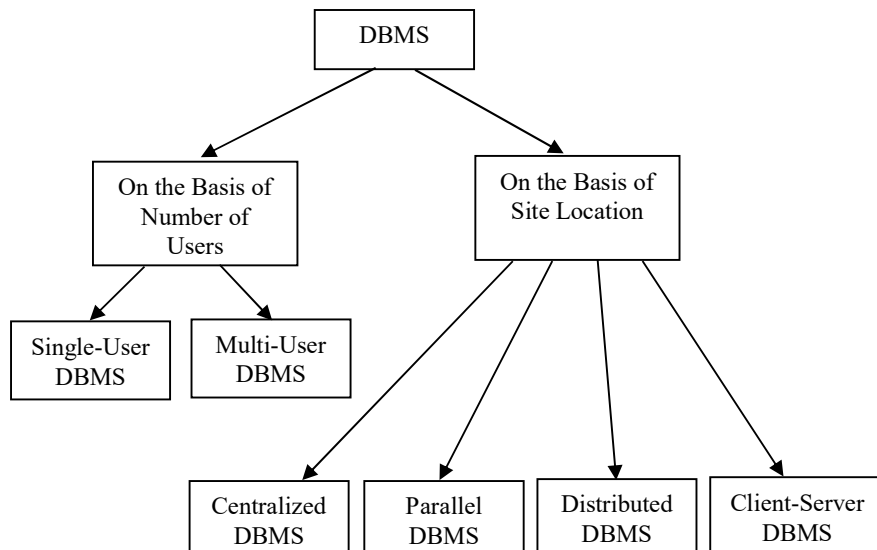 DBMS
On the Basis of
Number of
Users
On the Basis of
Site Location
Single-User
DBMS
Multi-User
DBMS
Centralized
DBMS
Parallel
DBMS
Distributed
DBMS
Client-Server
DBMS